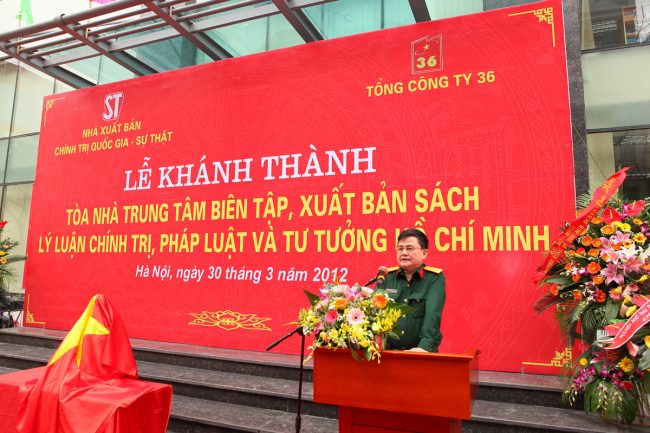 ST
NHÀ XUẤT BẢN
CHÍNH TRỊ QUỐC GIA - SỰ THẬT
36
TỔNG CÔNG TY 36
LỄ KHÁNH THÀNH
TÒA NHÀ TRUNG TÂM BIÊN TẬP, XUẤT BẢN SÁCH
LÝ LUẬN CHÍNH TRỊ, PHÁP LUẬT VÀ TƯ TƯỞNG HỒ CHÍ MINH
Hà Nội, ngày 30 tháng 3 năm 2012